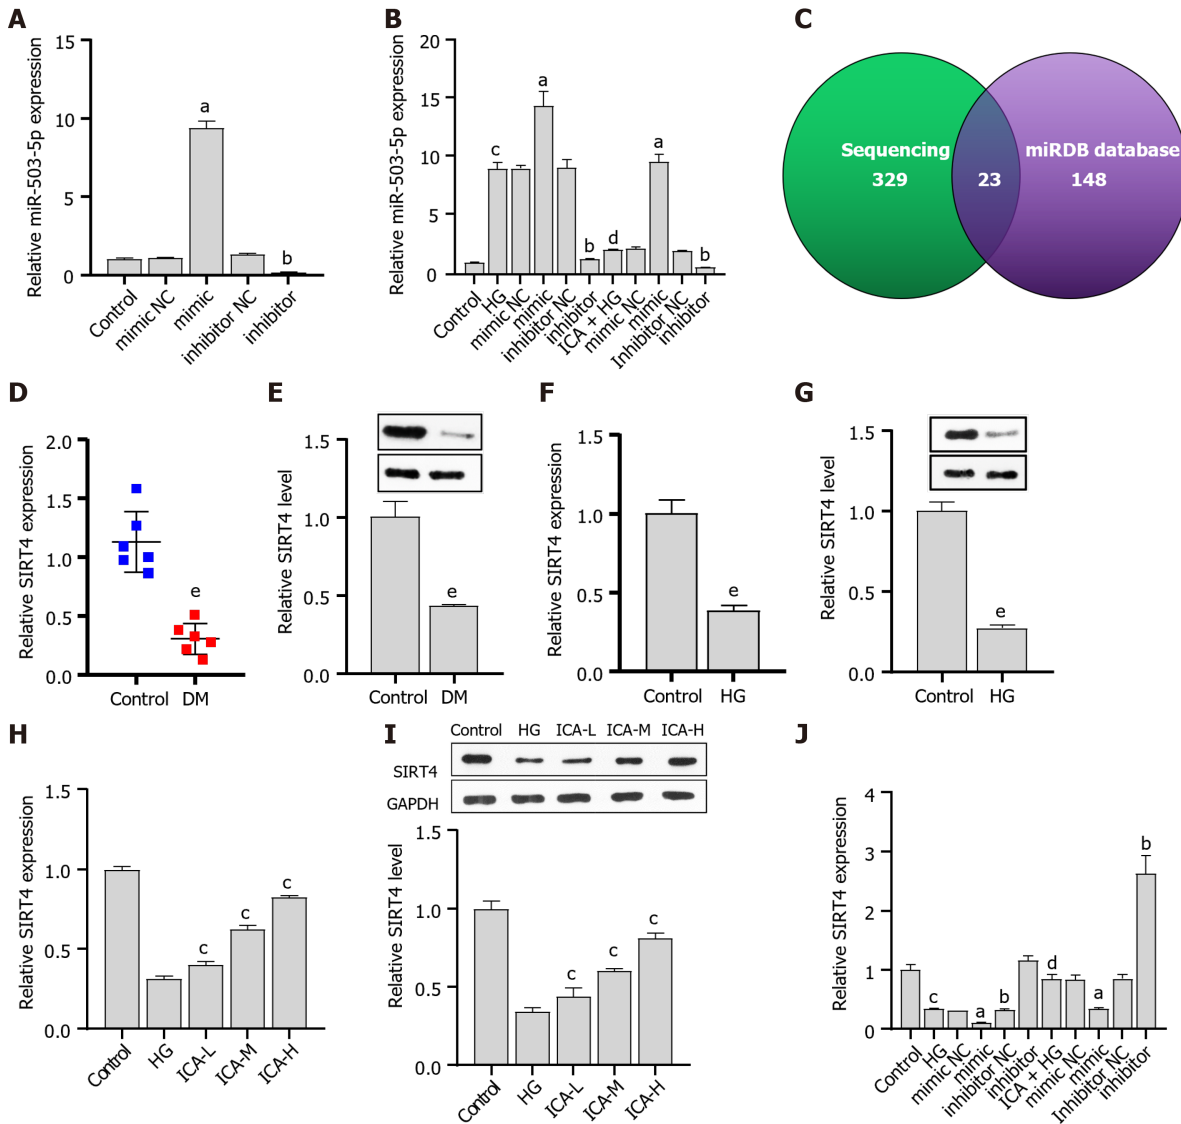 A
Relative miR-503-5p expression
15
10
5
0
a
b
Control
mimic NC
mimic
inhibitor NC
inhibitor
B
Relative miR-503-5p expression
20
15
10
5
0
c
a
b
d
a
b
Control
HG
mimic NC
mimic
inhibitor NC
inhibitor
ICA + HG
mimic NC
mimic
Inhibitor NC
inhibitor
C
Sequencing
329
23
miRDB database
148
D
Relative SIRT4 expression
2.0
1.5
1.0
0.5
0.0
e
Control
DM
E
Relative SIRT4 level
1.5
1.0
0.5
0.0
e
Control
DM
F
Relative SIRT4 expression
1.5
1.0
0.5
0.0
e
Control
HG
G
Relative SIRT4 level
1.5
1.0
0.5
0.0
e
Control
HG
H
Relative SIRT4 expression
1.5
1.0
0.5
0.0
c
c
c
Control
HG
ICA-L
ICA-M
ICA-H
I
Control HG ICA-L ICA-M ICA-H
SIRT4
GAPDH
Relative SIRT4 level
1.5
1.0
0.5
0.0
c
c
c
Control
HG
ICA-L
ICA-M
ICA-H
J
Relative SIRT4 expression
4
3
2
1
0
c
a
b
d
a
b
Control
HG
mimic NC
mimic
inhibitor NC
inhibitor
ICA + HG
mimic NC
mimic
Inhibitor NC
inhibitor